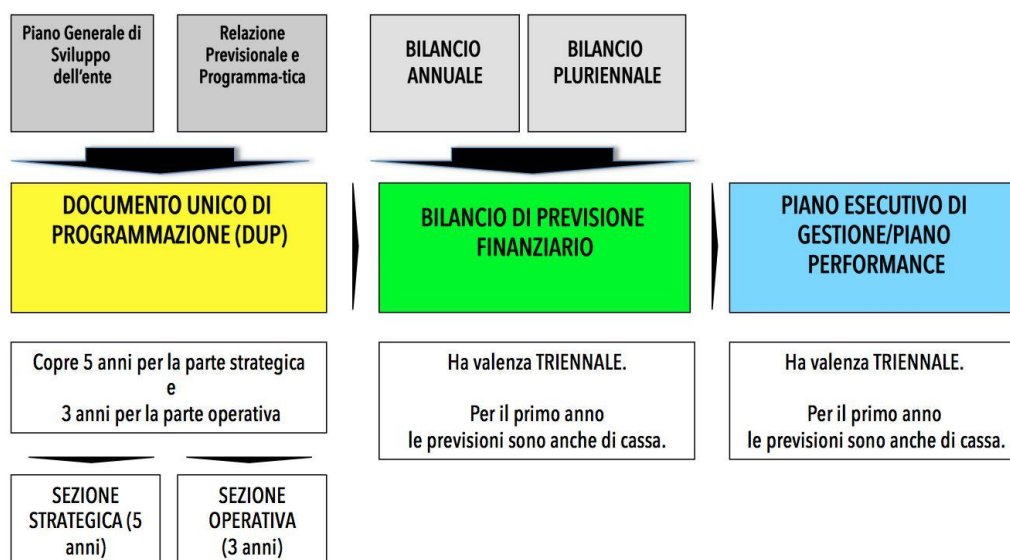 Piano Generale di
Sviluppo
dell'ente
Relazione
Previsionale e
Programma-tica
BILANCIO
ANNUALE
BILANCIO
PLURIENNALE
DOCUMENTO UNICO DI
PROGRAMMAZIONE (DUP)
BILANCIO DI PREVISIONE
FINANZIARIO
PIANO ESECUTIVO DI
GESTIONE/PIANO
PERFORMANCE
Copre 5 anni per la parte strategica
e
3 anni per la parte operativa
Ha valenza TRIENNALE.
Per il primo anno
le previsioni sono anche di cassa.
Ha valenza TRIENNALE.
Per il primo anno
le previsioni sono anche di cassa.
SEZIONE
STRATEGICA (5
anni)
SEZIONE
OPERATIVA
(3 anni)